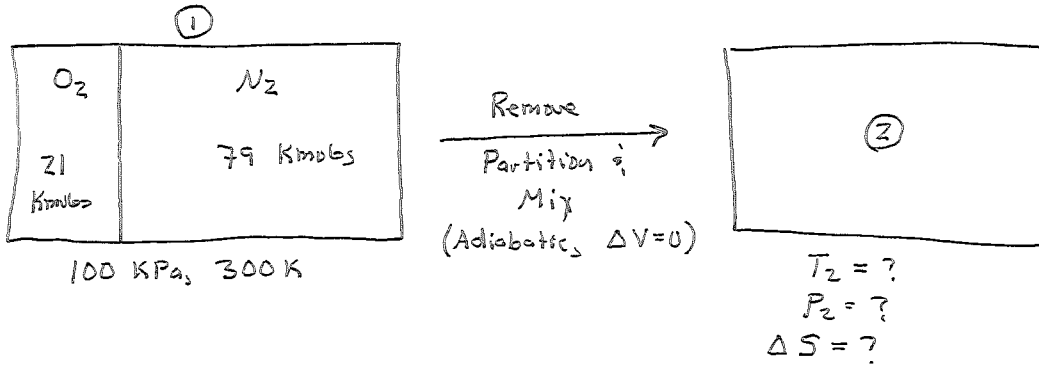 ①
O₂
N₂
21
Kmoles
79 Kmols
100 KPa, 300 K
Remove
Partition &
Mix
(Adiabatic, ΔV=0)
②
T₂ = ?
P₂ = ?
ΔS = ?